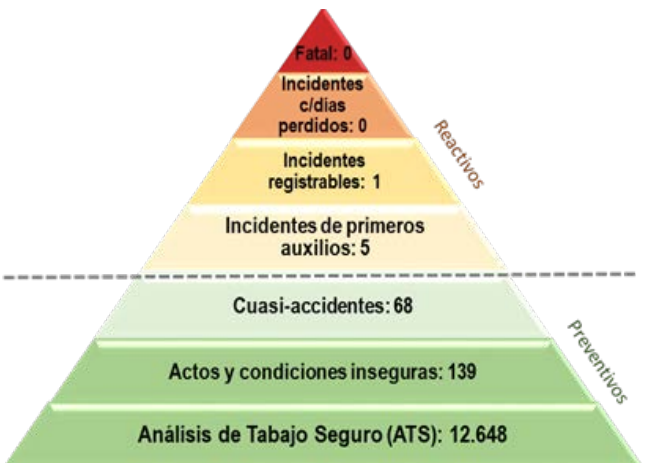 Fatal: 0
Incidentes
c/dias
perdidos: 0
Incidentes
registrables: 1
Reactivos
Incidentes de primeros
auxilios: 5
Cuasi-accidentes: 68
Preventivos
Actos y condiciones inseguras: 139
Análisis de Tabajo Seguro (ATS): 12.648